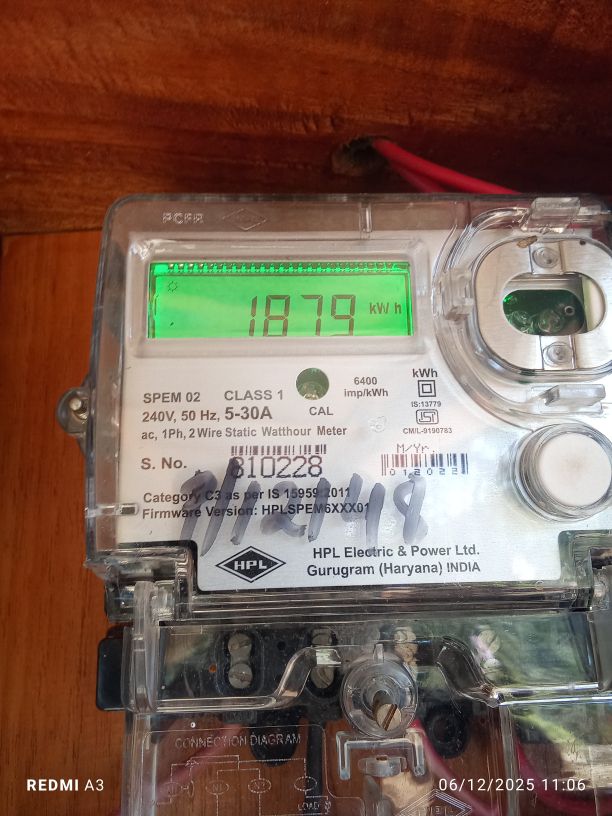 1879 kW h
SPEM 02 CLASS 1
6400
imp/kWh
CAL
kWh
IS:13779
240V, 50 Hz, 5-30A
CM/L-9190783
ac, 1Ph, 2 Wire Static Watthour Meter
M/Yr.
S. No. 810228
012022
Category C3 as per IS 15959:2011
Firmware Version: HPLSPEM6XXX01
HPL
HPL Electric & Power Ltd.
Gurugram (Haryana) INDIA
CONNECTION DIAGRAM
LOAD
REDMI A3
06/12/2025 11:06